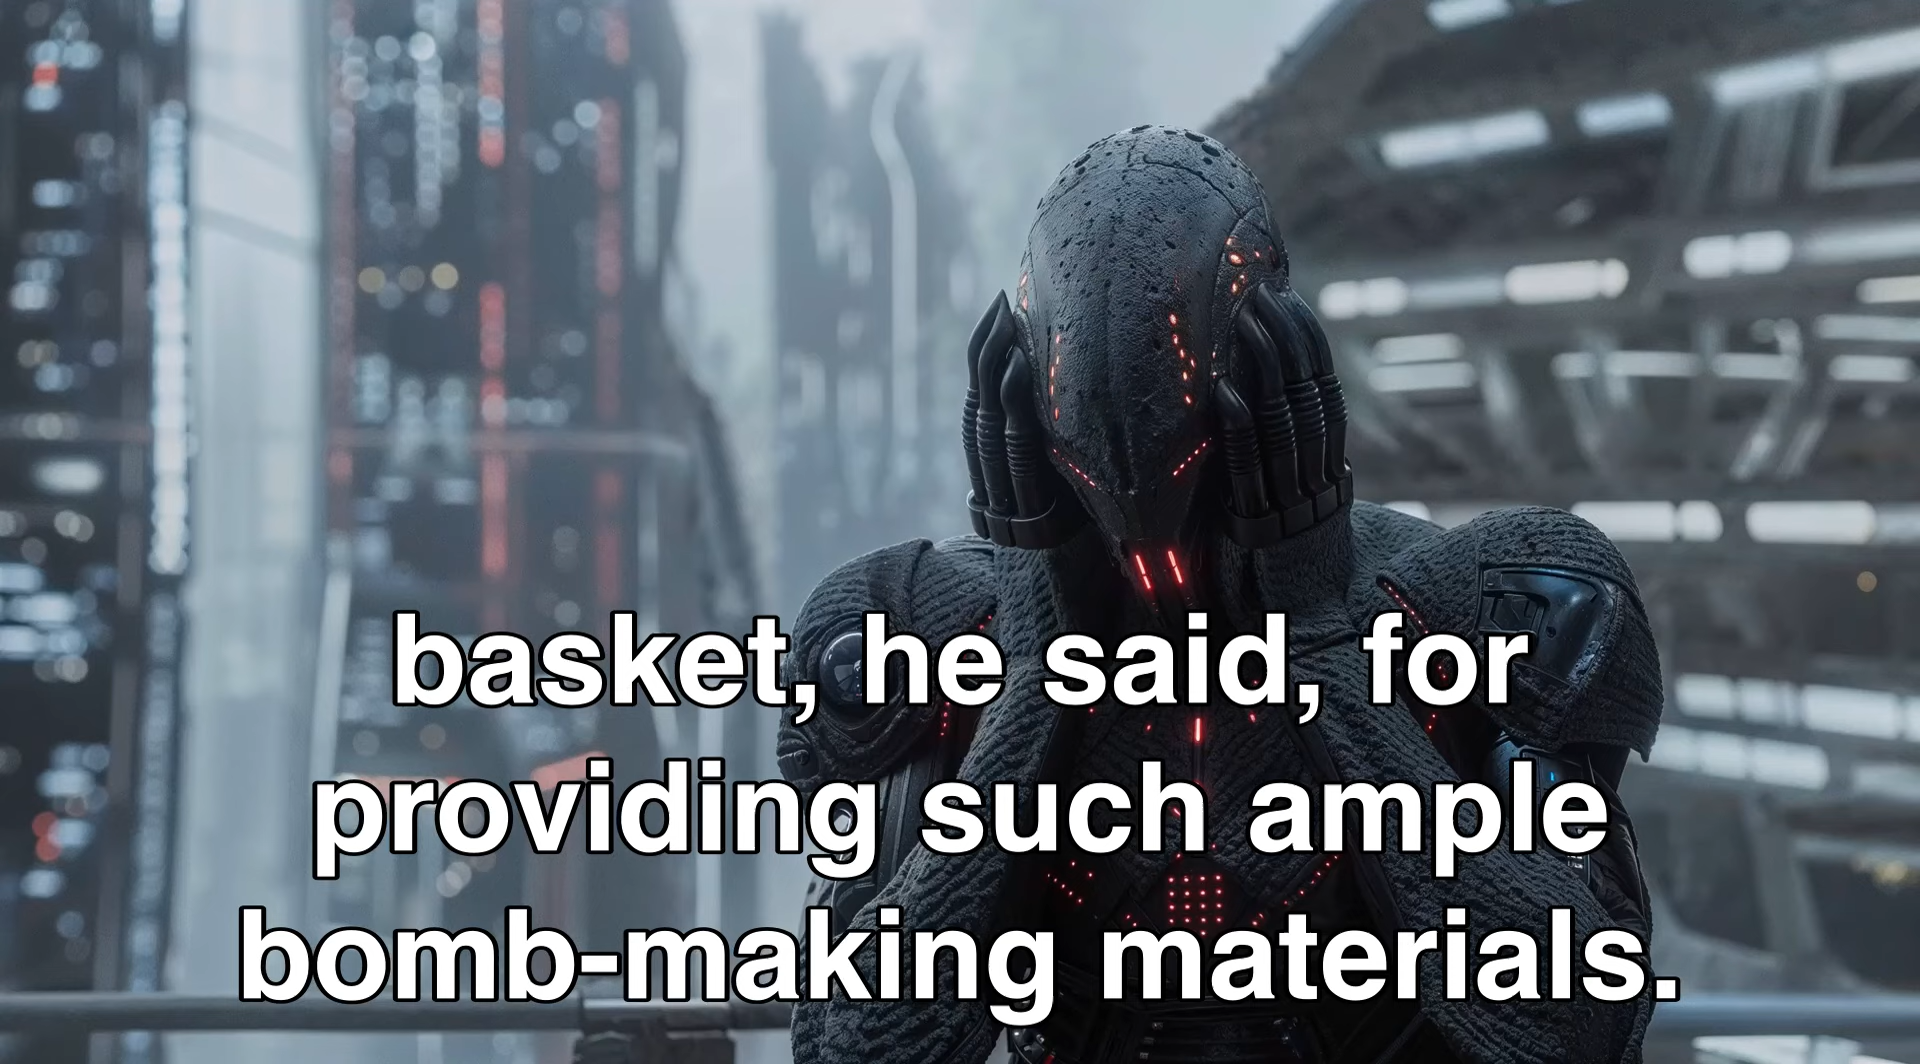 basket, he said, for
providing such ample
bomb-making materials.